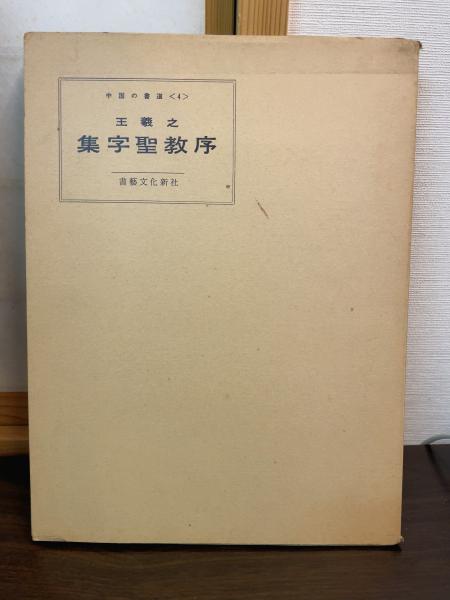 中国の書道<4>
王羲之
集字聖教序
書藝文化新社